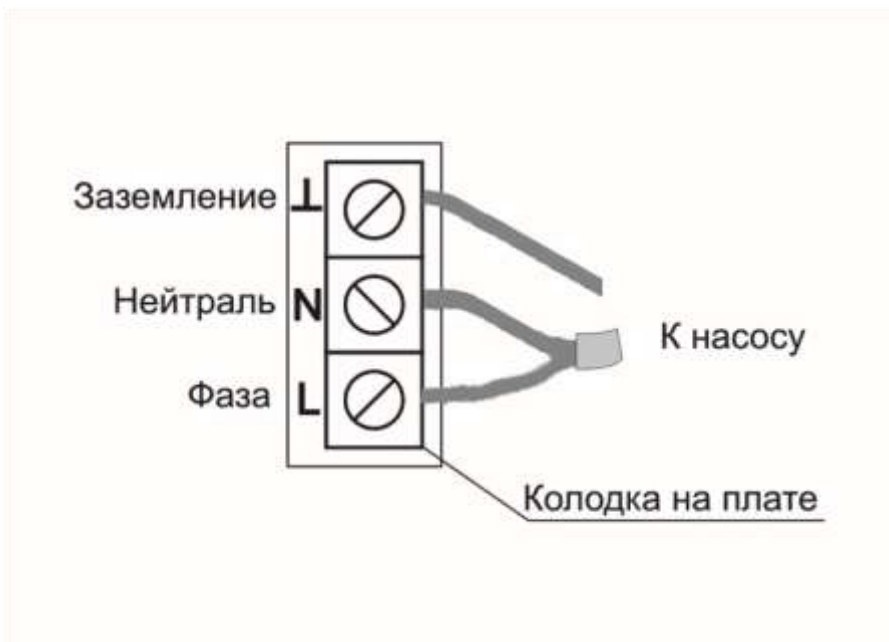 Заземление ⊥
Нейтраль N
Фаза L
К насосу
Колодка на плате